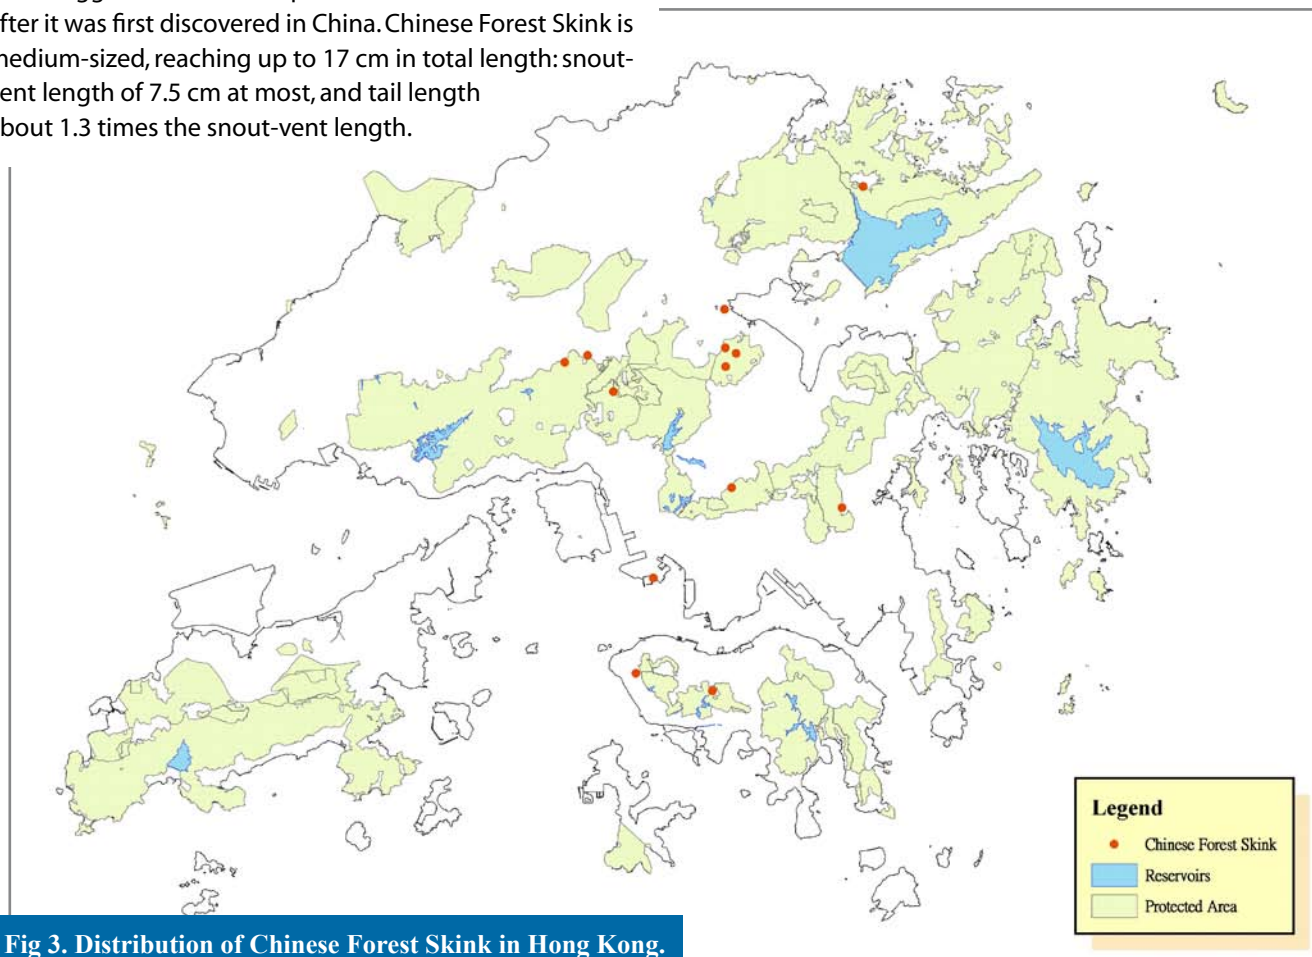 fter it was first discovered in China. Chinese Forest Skink is
nedium-sized, reaching up to 17 cm in total length: snout-
ent length of 7.5 cm at most, and tail length
bout 1.3 times the snout-vent length.
Legend
Chinese Forest Skink
Reservoirs
Protected Area
Fig 3. Distribution of Chinese Forest Skink in Hong Kong.